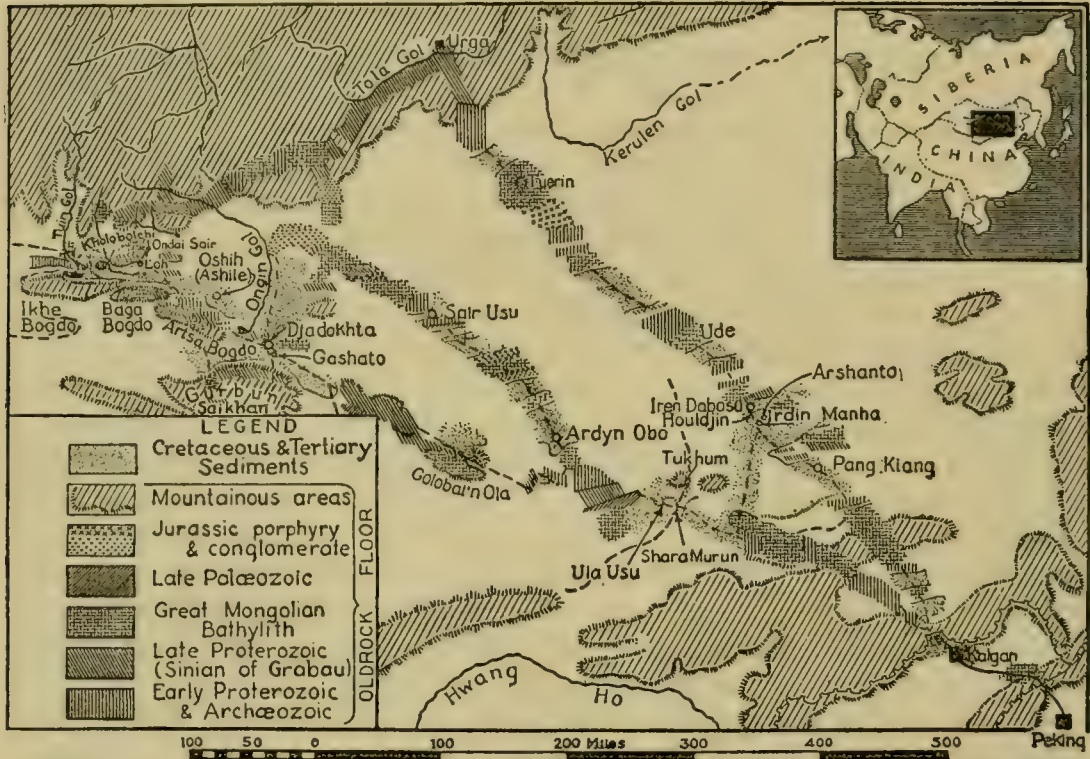 Tola Gol
Urga
Kerulen Gol
SIBERIA
CHINA
INDIA
Tuin Gol
Kholobolchi
Ondai Sair
Loh
Oshih
(Ashile)
Ongin Gol
Ikhe
Bogdo
Baga
Bogdo
Artsa Bogdo
Djadokhta
Gashato
Gurbun
Saikhan
Sair Usu
Ude
Arshanto
Iren Dabasu
Houldjin
Irdin Manha
Ardyn Obo
Tukhum
Pang Kiang
Golobai'n Ola
Shara Murun
Ula Usu
Hwang
Ho
Kalgan
Peking
LEGEND
Cretaceous & Tertiary
Sediments
Mountainous areas
Jurassic porphyry
& conglomerate
Late Palæozoic
Great Mongolian
Bathylith
Late Proterozoic
(Sinian of Grabau)
Early Proterozoic
& Archæozoic
OLDROCK FLOOR
100 50 0 100 200 Miles 300 400 500